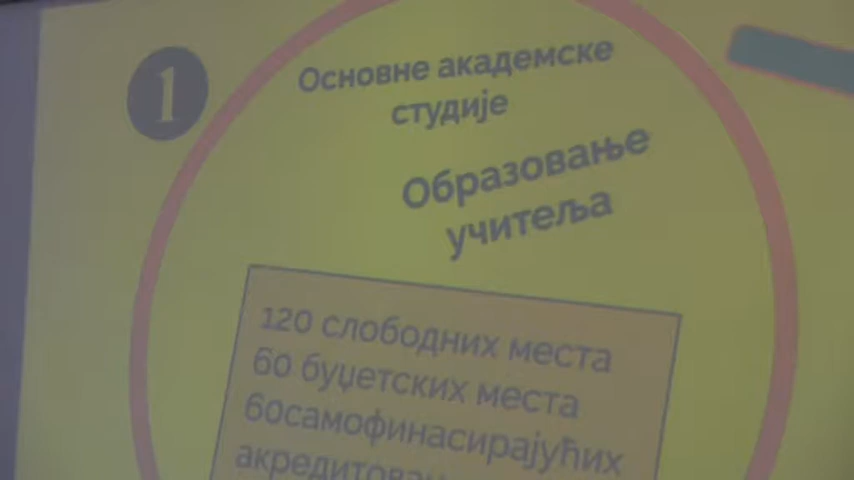 1
Основне академске
студије
Образовање
учитеља
120 слободних места
60 буџетских места
60самофинасирајућих